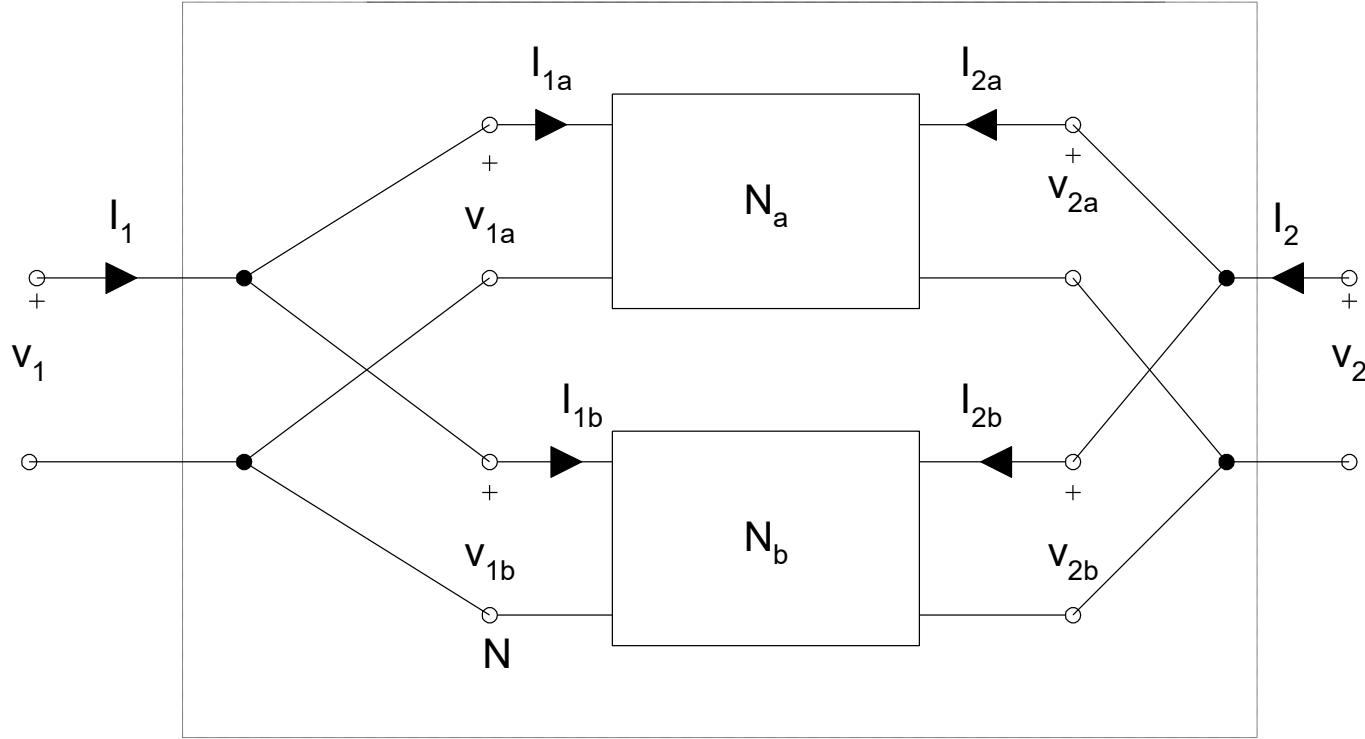 I1a
I2a
Na
+
+
v2a
I1
v1a
I2
+
+
v1
v2
I1b
I2b
+
+
Nb
v1b
v2b
N